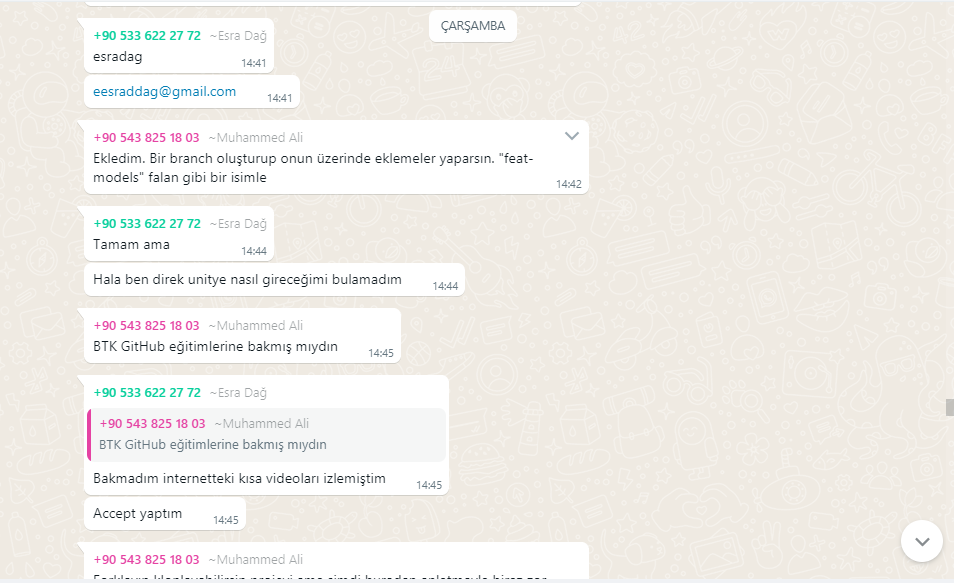 ÇARŞAMBA
+90 533 622 27 72 ~Esra Dağ
esradag
14:41
eesraddag@gmail.com
14:41
+90 543 825 18 03 ~Muhammed Ali
Ekledim. Bir branch oluşturup onun üzerinde eklemeler yaparsın. "feat-
models" falan gibi bir isimle
14:42
+90 533 622 27 72 ~Esra Dağ
Tamam ama
14:44
Hala ben direk unitye nasıl gireceğimi bulamadım
14:44
+90 543 825 18 03 ~Muhammed Ali
BTK GitHub eğitimlerine bakmış mıydın
14:45
+90 533 622 27 72 ~Esra Dağ
+90 543 825 18 03 ~Muhammed Ali
BTK GitHub eğitimlerine bakmış mıydın
Bakmadım internetteki kısa videoları izlemiştim
14:45
Accept yaptım
14:45
+90 543 825 18 03 ~Muhammed Ali